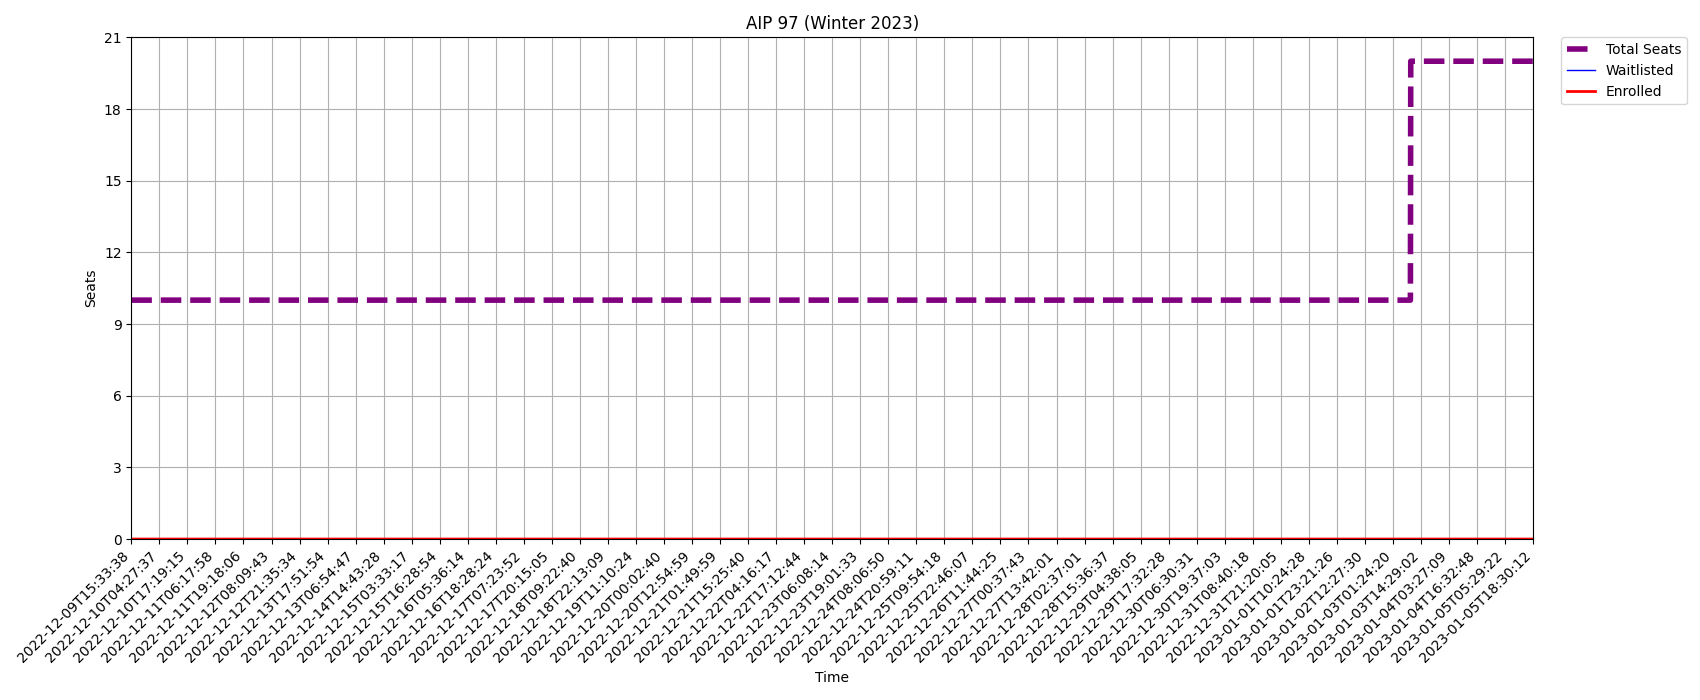 AIP 97 (Winter 2023)
Total Seats
Waitlisted
Enrolled
Seats
21
18
15
12
9
6
3
0
2022-12-09T15:33:38
2022-12-10T04:27:37
2022-12-10T17:19:15
2022-12-11T06:17:58
2022-12-11T19:18:06
2022-12-12T08:09:43
2022-12-12T21:35:34
2022-12-13T17:51:54
2022-12-13T06:54:47
2022-12-14T14:43:28
2022-12-15T03:33:17
2022-12-15T16:28:54
2022-12-16T05:36:14
2022-12-16T18:28:24
2022-12-17T07:23:52
2022-12-17T20:15:05
2022-12-18T09:22:40
2022-12-18T22:13:09
2022-12-19T11:10:24
2022-12-20T00:02:40
2022-12-20T12:54:59
2022-12-21T01:49:59
2022-12-21T15:25:40
2022-12-22T04:16:17
2022-12-22T17:12:44
2022-12-23T06:08:14
2022-12-23T19:01:33
2022-12-24T08:06:50
2022-12-24T20:59:11
2022-12-25T09:54:18
2022-12-25T22:46:07
2022-12-26T11:44:25
2022-12-27T00:37:43
2022-12-27T13:42:01
2022-12-28T02:37:01
2022-12-28T15:36:37
2022-12-29T04:38:05
2022-12-29T17:32:28
2022-12-30T06:30:31
2022-12-30T19:37:03
2022-12-31T08:40:18
2022-12-31T21:20:05
2023-01-01T10:24:28
2023-01-01T23:21:26
2023-01-02T12:27:30
2023-01-03T01:24:20
2023-01-03T14:29:02
2023-01-04T03:27:09
2023-01-04T16:32:48
2023-01-05T05:29:22
2023-01-05T18:30:12
Time